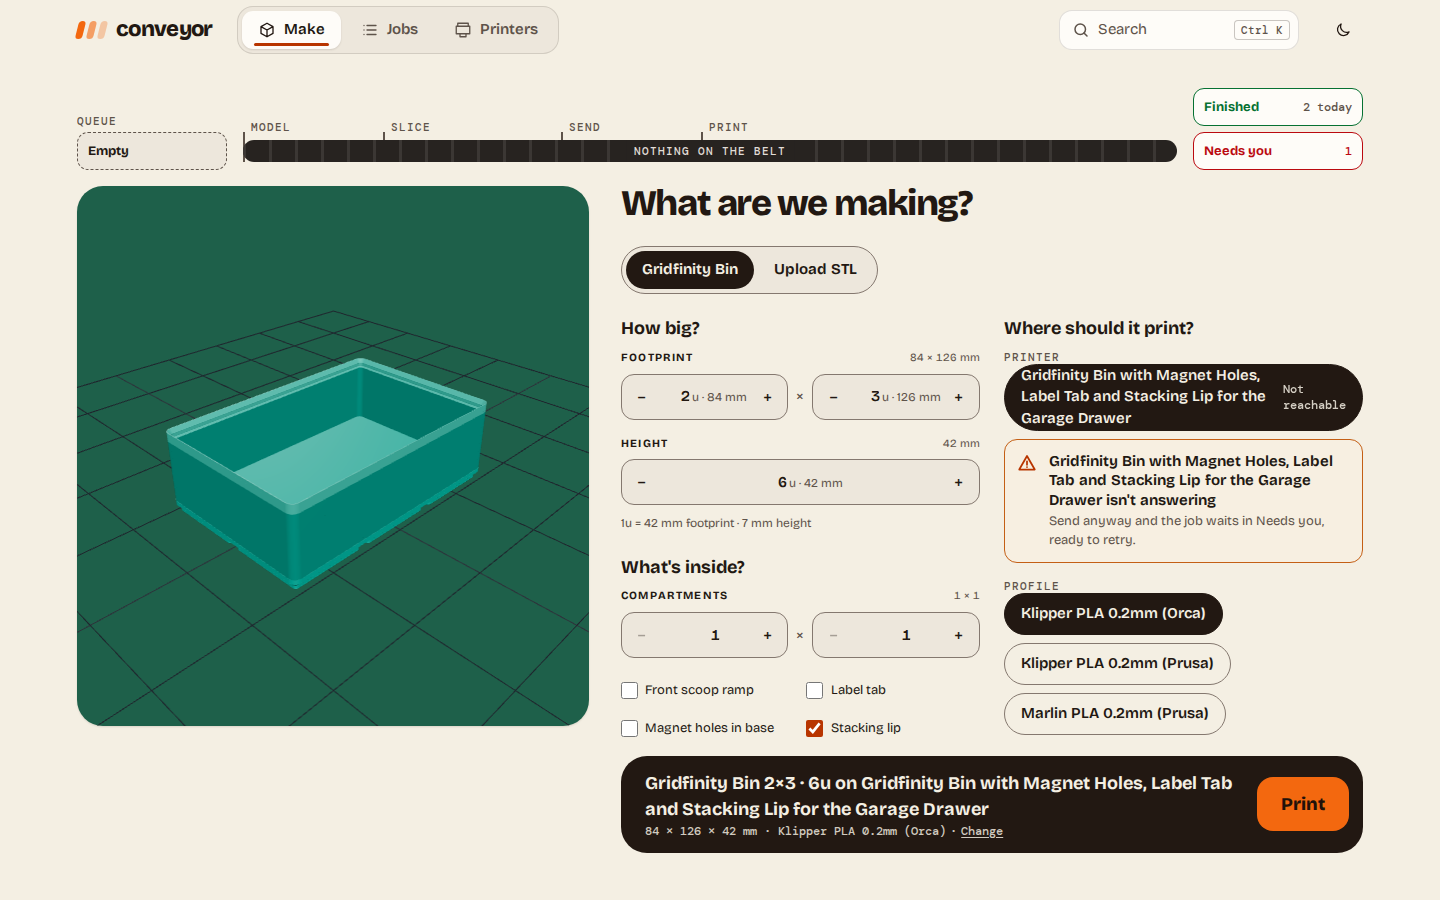 conveyor
Make
Jobs
Printers
Search
Ctrl K
QUEUE
Empty
MODEL
SLICE
SEND
PRINT
NOTHING ON THE BELT
Finished 2 today
Needs you 1
What are we making?
Gridfinity Bin
Upload STL
How big?
FOOTPRINT 84 × 126 mm
− 2 u · 84 mm + × − 3 u · 126 mm +
HEIGHT 42 mm
− 6 u · 42 mm +
1u = 42 mm footprint · 7 mm height
What's inside?
COMPARTMENTS 1 × 1
− 1 + × − 1 +
Front scoop ramp
Label tab
Magnet holes in base
Stacking lip
Where should it print?
PRINTER
Gridfinity Bin with Magnet Holes,
Label Tab and Stacking Lip for the
Garage Drawer
Not
reachable
Gridfinity Bin with Magnet Holes, Label
Tab and Stacking Lip for the Garage
Drawer isn't answering
Send anyway and the job waits in Needs you,
ready to retry.
PROFILE
Klipper PLA 0.2mm (Orca)
Klipper PLA 0.2mm (Prusa)
Marlin PLA 0.2mm (Prusa)
Gridfinity Bin 2×3 · 6u on Gridfinity Bin with Magnet Holes, Label Tab
and Stacking Lip for the Garage Drawer
84 × 126 × 42 mm · Klipper PLA 0.2mm (Orca) · Change
Print